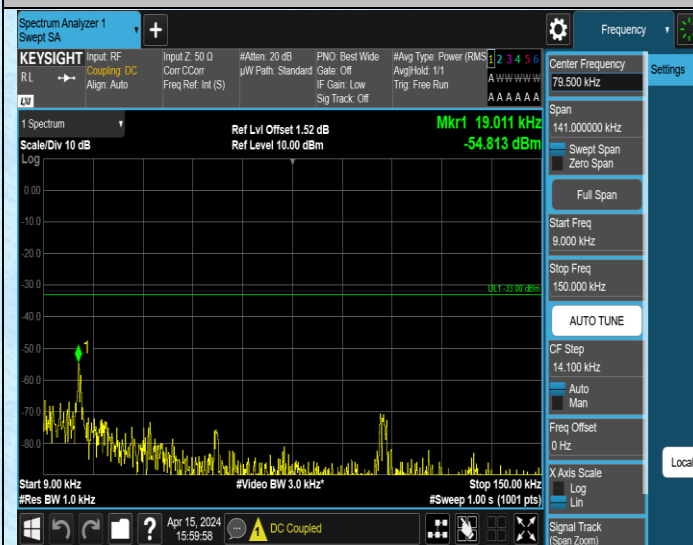 Spectrum Analyzer 1
Swept SA
Frequency
KEYSIGHT
RL
LXI
Input: RF
Coupling: DC
Align: Auto
Input Z: 50 Ω
Corr CCorr
Freq Ref: Int (S)
#Atten: 20 dB
µW Path: Standard
PNO: Best Wide
Gate: Off
IF Gain: Low
Sig Track: Off
#Avg Type: Power (RMS
Avg|Hold: 1/1
Trig: Free Run
1 2 3 4 5 6
A W W W W W
A A A A A A
1 Spectrum
Scale/Div 10 dB
Log
Ref Lvl Offset 1.52 dB
Ref Level 10.00 dBm
Mkr1 19.011 kHz
-54.813 dBm
0.00
-10.0
-20.0
-30.0
DL1 -33.00 dBm
-40.0
-50.0
1
-60.0
-70.0
-80.0
Start 9.00 kHz
#Res BW 1.0 kHz
#Video BW 3.0 kHz*
Stop 150.00 kHz
#Sweep 1.00 s (1001 pts)
Apr 15, 2024
15:59:58
?
1
DC Coupled
Center Frequency
79.500 kHz
Span
141.000000 kHz
Swept Span
Zero Span
Full Span
Start Freq
9.000 kHz
Stop Freq
150.000 kHz
AUTO TUNE
CF Step
14.100 kHz
Auto
Man
Freq Offset
0 Hz
X Axis Scale
Log
Lin
Signal Track
(Span Zoom)
Settings
Local